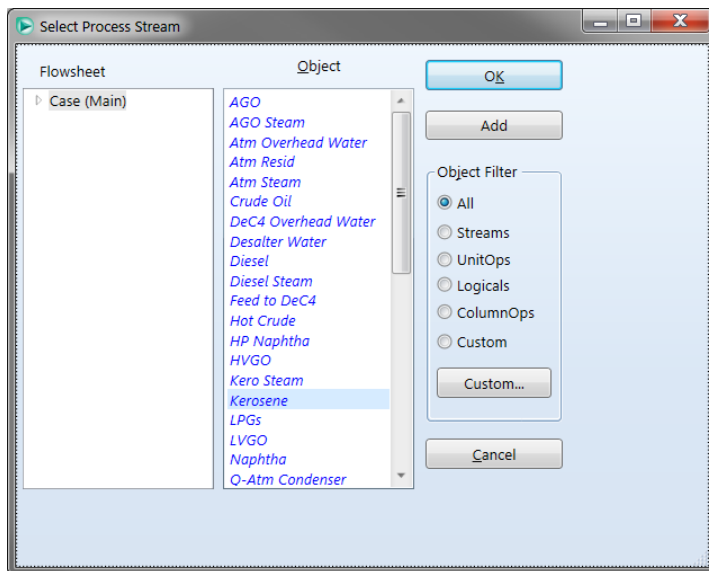 Select Process Stream
Flowsheet
Case (Main)
Object
AGO
AGO Steam
Atm Overhead Water
Atm Resid
Atm Steam
Crude Oil
DeC4 Overhead Water
Desalter Water
Diesel
Diesel Steam
Feed to DeC4
Hot Crude
HP Naphtha
HVGO
Kero Steam
Kerosene
LPGs
LVGO
Naphtha
Q-Atm Condenser
OK
Add
Object Filter
All
Streams
UnitOps
Logicals
ColumnOps
Custom
Custom...
Cancel